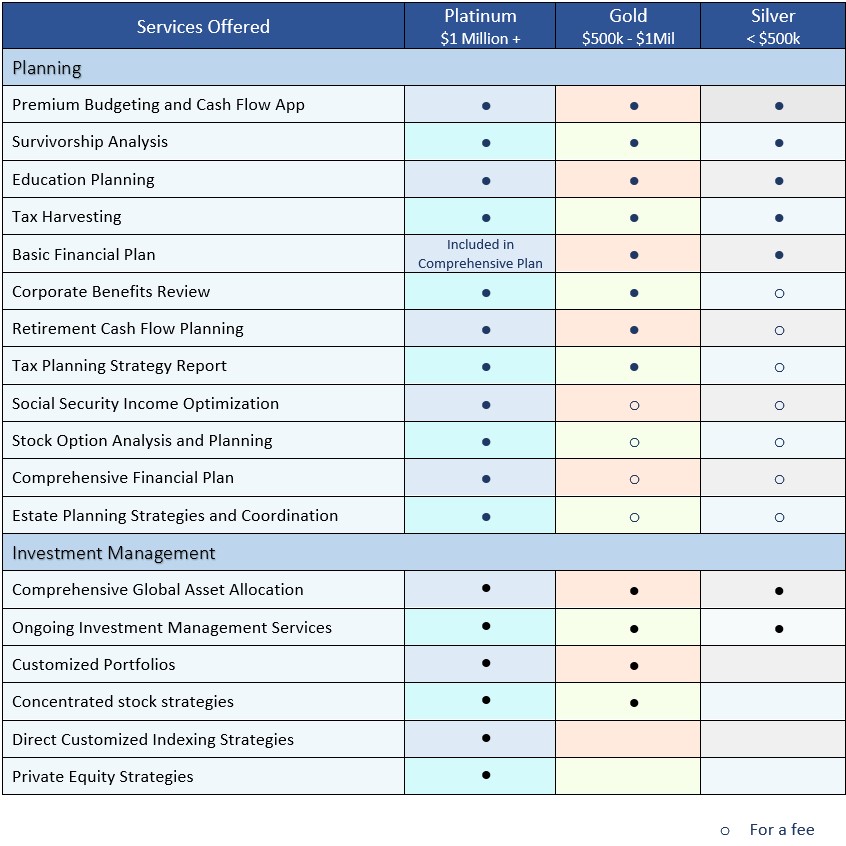 Services Offered Platinum Gold Silver
$1 Million + $500k - $1Mil < $500k
Planning
Premium Budgeting and Cash Flow App ● ● ●
Survivorship Analysis ● ● ●
Education Planning ● ● ●
Tax Harvesting ● ● ●
Basic Financial Plan Included in Comprehensive Plan ● ●
Corporate Benefits Review ● ● ○
Retirement Cash Flow Planning ● ● ○
Tax Planning Strategy Report ● ● ○
Social Security Income Optimization ● ○ ○
Stock Option Analysis and Planning ● ○ ○
Comprehensive Financial Plan ● ○ ○
Estate Planning Strategies and Coordination ● ○ ○
Investment Management
Comprehensive Global Asset Allocation ● ● ●
Ongoing Investment Management Services ● ● ●
Customized Portfolios ● ●
Concentrated stock strategies ● ●
Direct Customized Indexing Strategies ●
Private Equity Strategies ●
○ For a fee